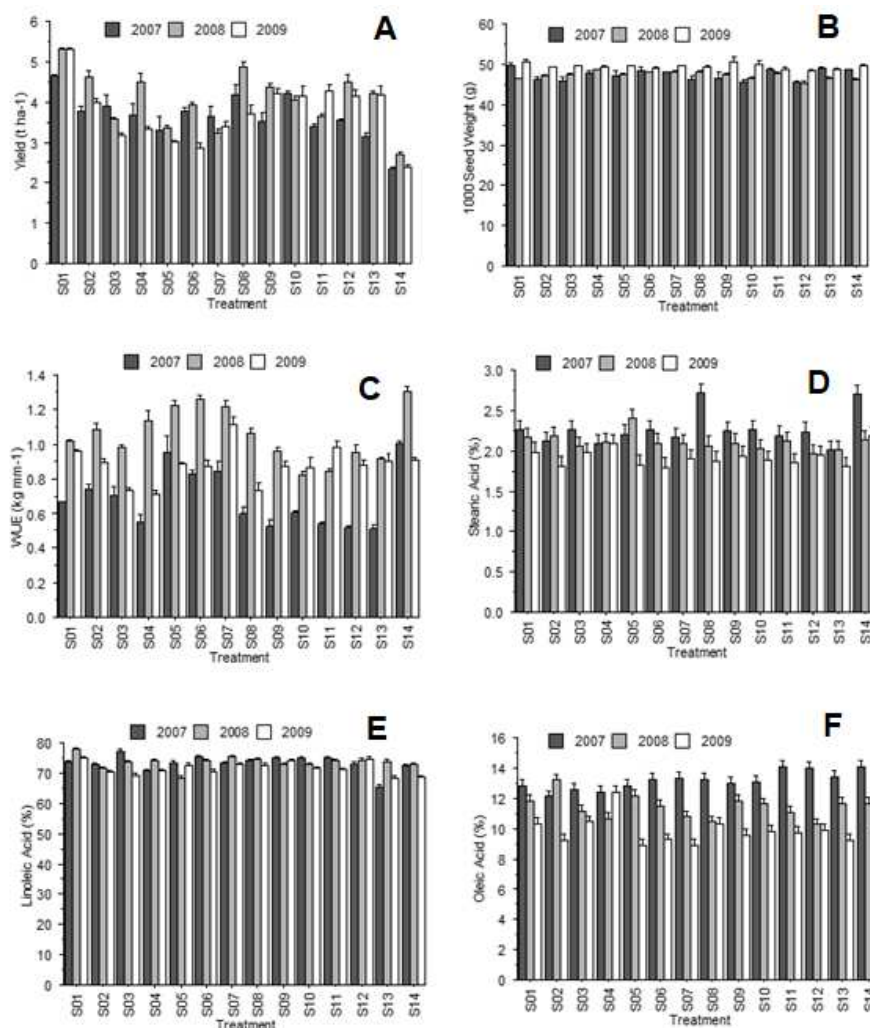 2007 2008 2009
A
Yield (t ha-1)
6
5
4
3
2
1
0
S01 S02 S03 S04 S05 S06 S07 S08 S09 S10 S11 S12 S13 S14
Treatment
2007 2008 2009
B
1000 Seed Weight (g)
60
50
40
30
20
10
0
S01 S02 S03 S04 S05 S06 S07 S08 S09 S10 S11 S12 S13 S14
Treatment
2007 2008 2009
C
WUE (kg mm-1)
1.4
1.2
1.0
0.8
0.6
0.4
0.2
0.0
S01 S02 S03 S04 S05 S06 S07 S08 S09 S10 S11 S12 S13 S14
Treatment
2007 2008 2009
D
Stearic Acid (%)
3.0
2.5
2.0
1.5
1.0
0.5
0.0
S01 S02 S03 S04 S05 S06 S07 S08 S09 S10 S11 S12 S13 S14
Treatment
2007 2008 2009
E
Linoleic Acid (%)
80
70
60
50
40
30
20
10
0
S01 S02 S03 S04 S05 S06 S07 S08 S09 S10 S11 S12 S13 S14
Treatment
2007 2008 2009
F
Oleic Acid (%)
16
14
12
10
8
6
4
2
0
S01 S02 S03 S04 S05 S06 S07 S08 S09 S10 S11 S12 S13 S14
Treatment